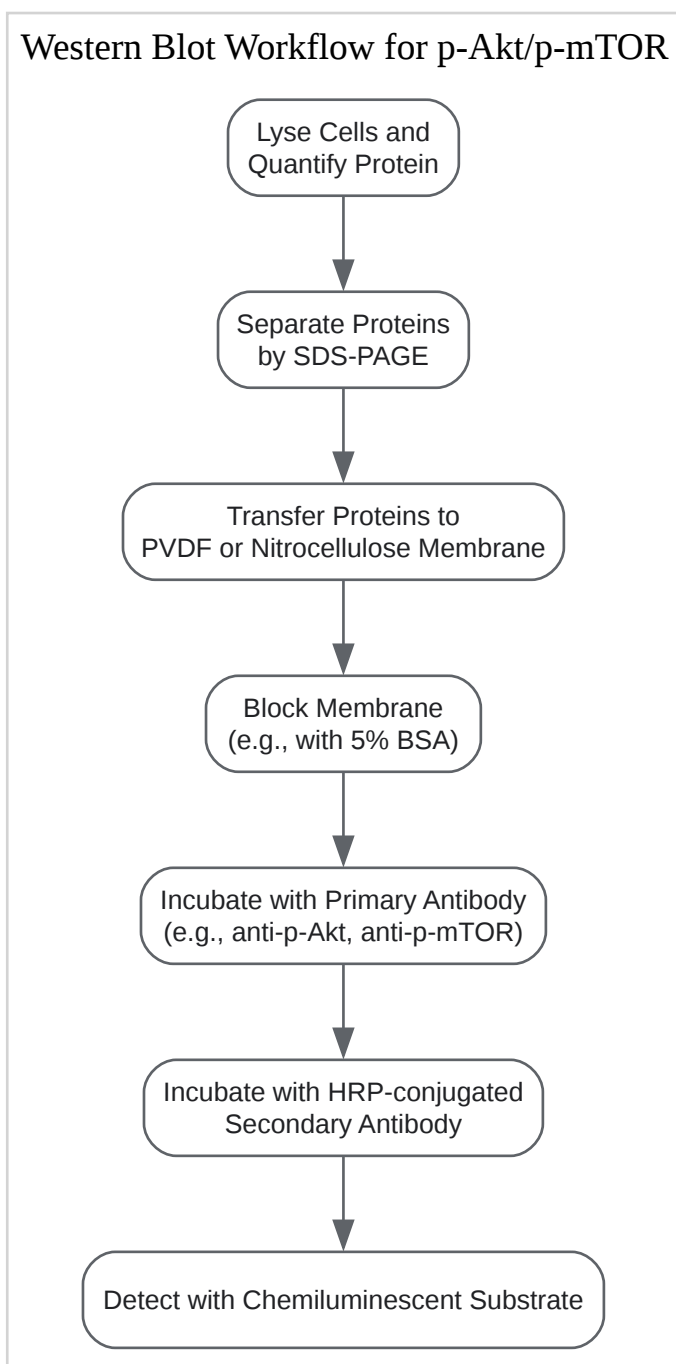 Western Blot Workflow for p-Akt/p-mTOR
Lyse Cells and
Quantify Protein
Separate Proteins
by SDS-PAGE
Transfer Proteins to
PVDF or Nitrocellulose Membrane
Block Membrane
(e.g., with 5% BSA)
Incubate with Primary Antibody
(e.g., anti-p-Akt, anti-p-mTOR)
Incubate with HRP-conjugated
Secondary Antibody
Detect with Chemiluminescent Substrate